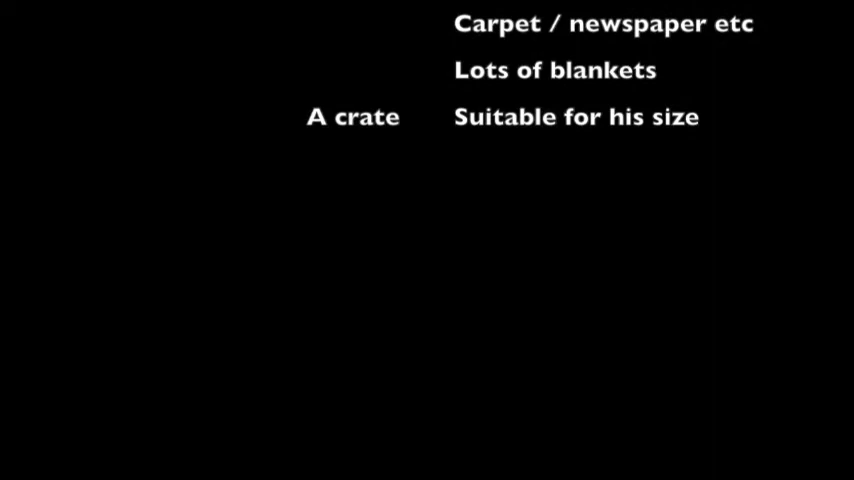 Carpet / newspaper etc
Lots of blankets
A crate Suitable for his size